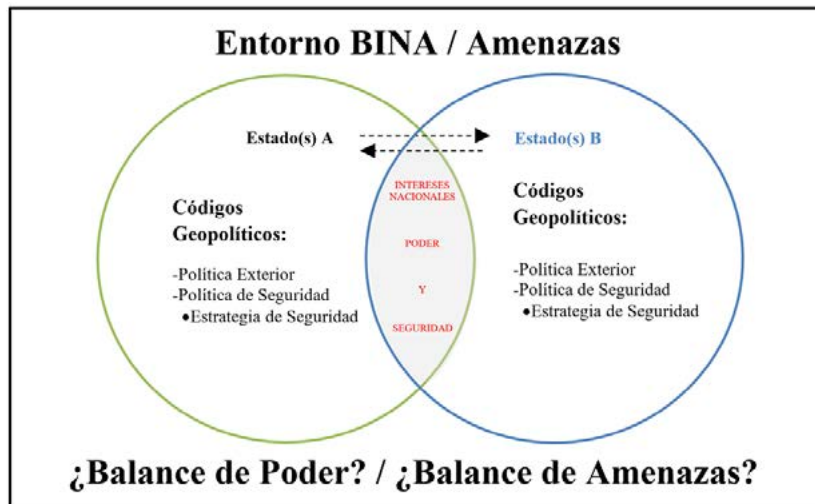 Entorno BINA / Amenazas
Estado(s) A
Estado(s) B
Códigos
Geopolíticos:
-Política Exterior
-Política de Seguridad
•Estrategia de Seguridad
INTERESES
NACIONALES
PODER
Y
SEGURIDAD
Códigos
Geopolíticos:
-Política Exterior
-Política de Seguridad
•Estrategia de Seguridad
¿Balance de Poder? / ¿Balance de Amenazas?